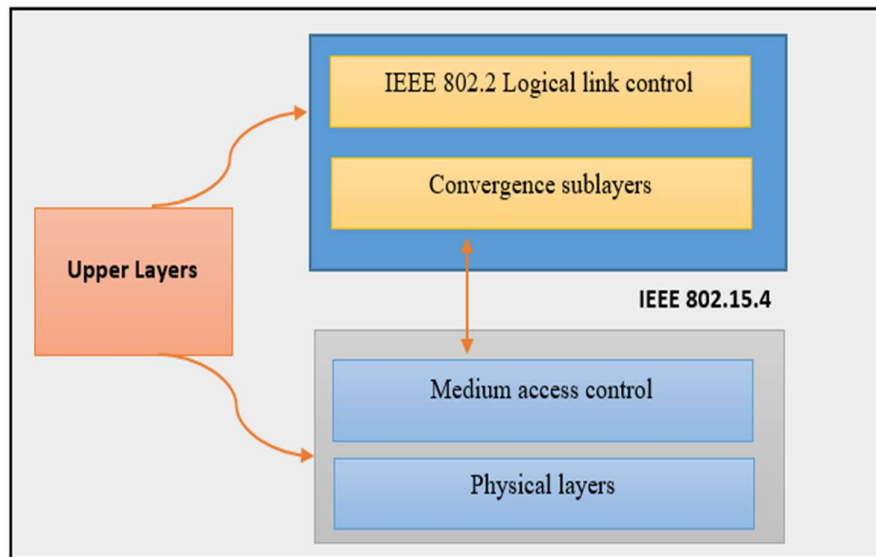 IEEE 802.2 Logical link control
Convergence sublayers
Upper Layers
IEEE 802.15.4
Medium access control
Physical layers